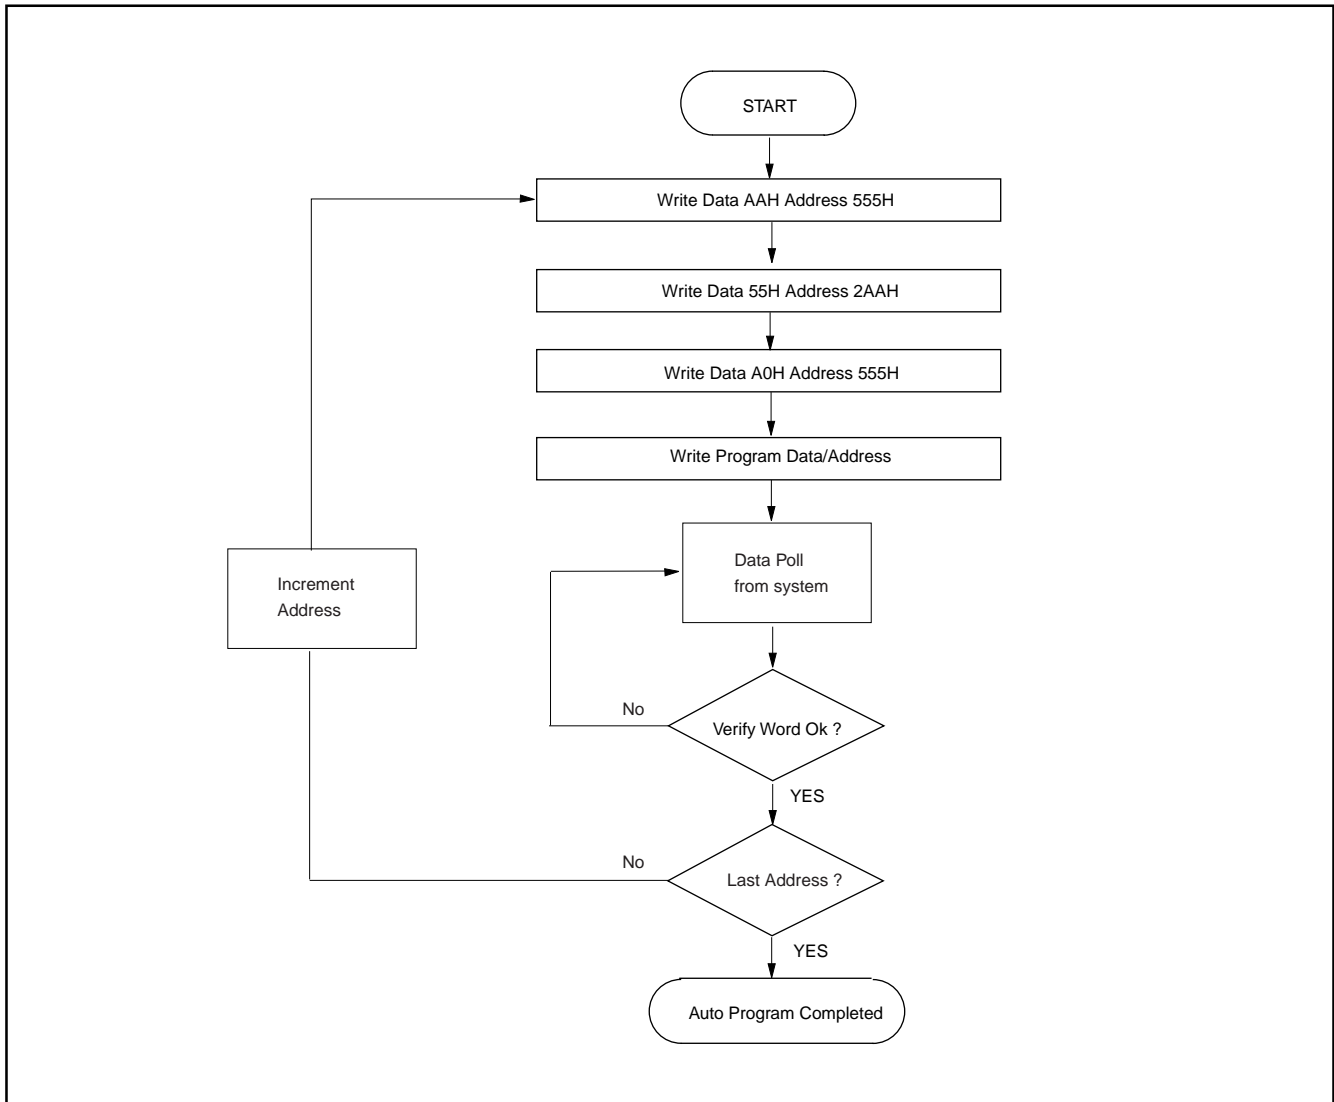 START
Write Data AAH Address 555H
Write Data 55H Address 2AAH
Write Data A0H Address 555H
Write Program Data/Address
Data Poll
from system
Increment
Address
No
Verify Word Ok ?
YES
No
Last Address ?
YES
Auto Program Completed